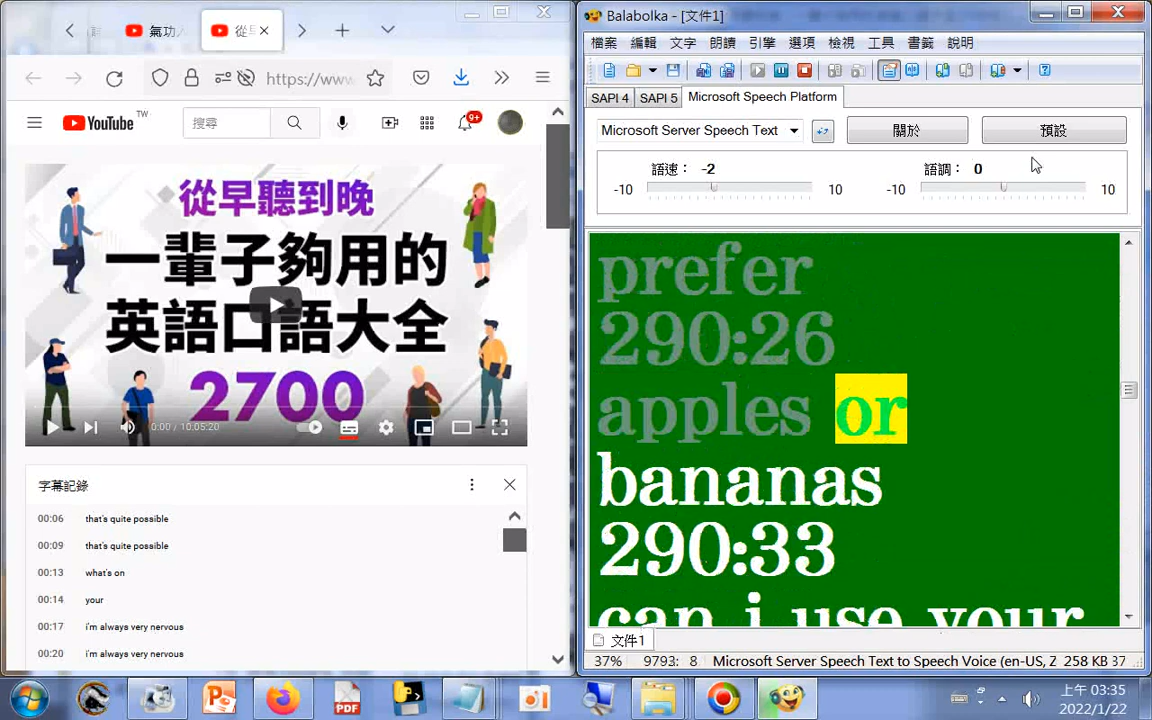 從
https://www
YouTube TW
搜尋
9+
從早聽到晚
一輩子夠用的
英語口語大全
2700
0:00 / 10:05:20
字幕記錄
00:06 that's quite possible
00:09 that's quite possible
00:13 what's on
00:14 your
00:17 i'm always very nervous
00:20 i'm always very nervous
Balabolka - [文件1]
檔案 編輯 文字 朗讀 引擎 選項 檢視 工具 書籤 說明
SAPI 4 SAPI 5 Microsoft Speech Platform
Microsoft Server Speech Text 關於 預設
語速： -2 語調： 0
-10 10 -10 10
prefer
290:26
apples or
bananas
290:33
can i use your
文件1
37% 9793: 8 Microsoft Server Speech Text to Speech Voice (en-US, Z 258 KB 37
PDF
上午 03:35
2022/1/22